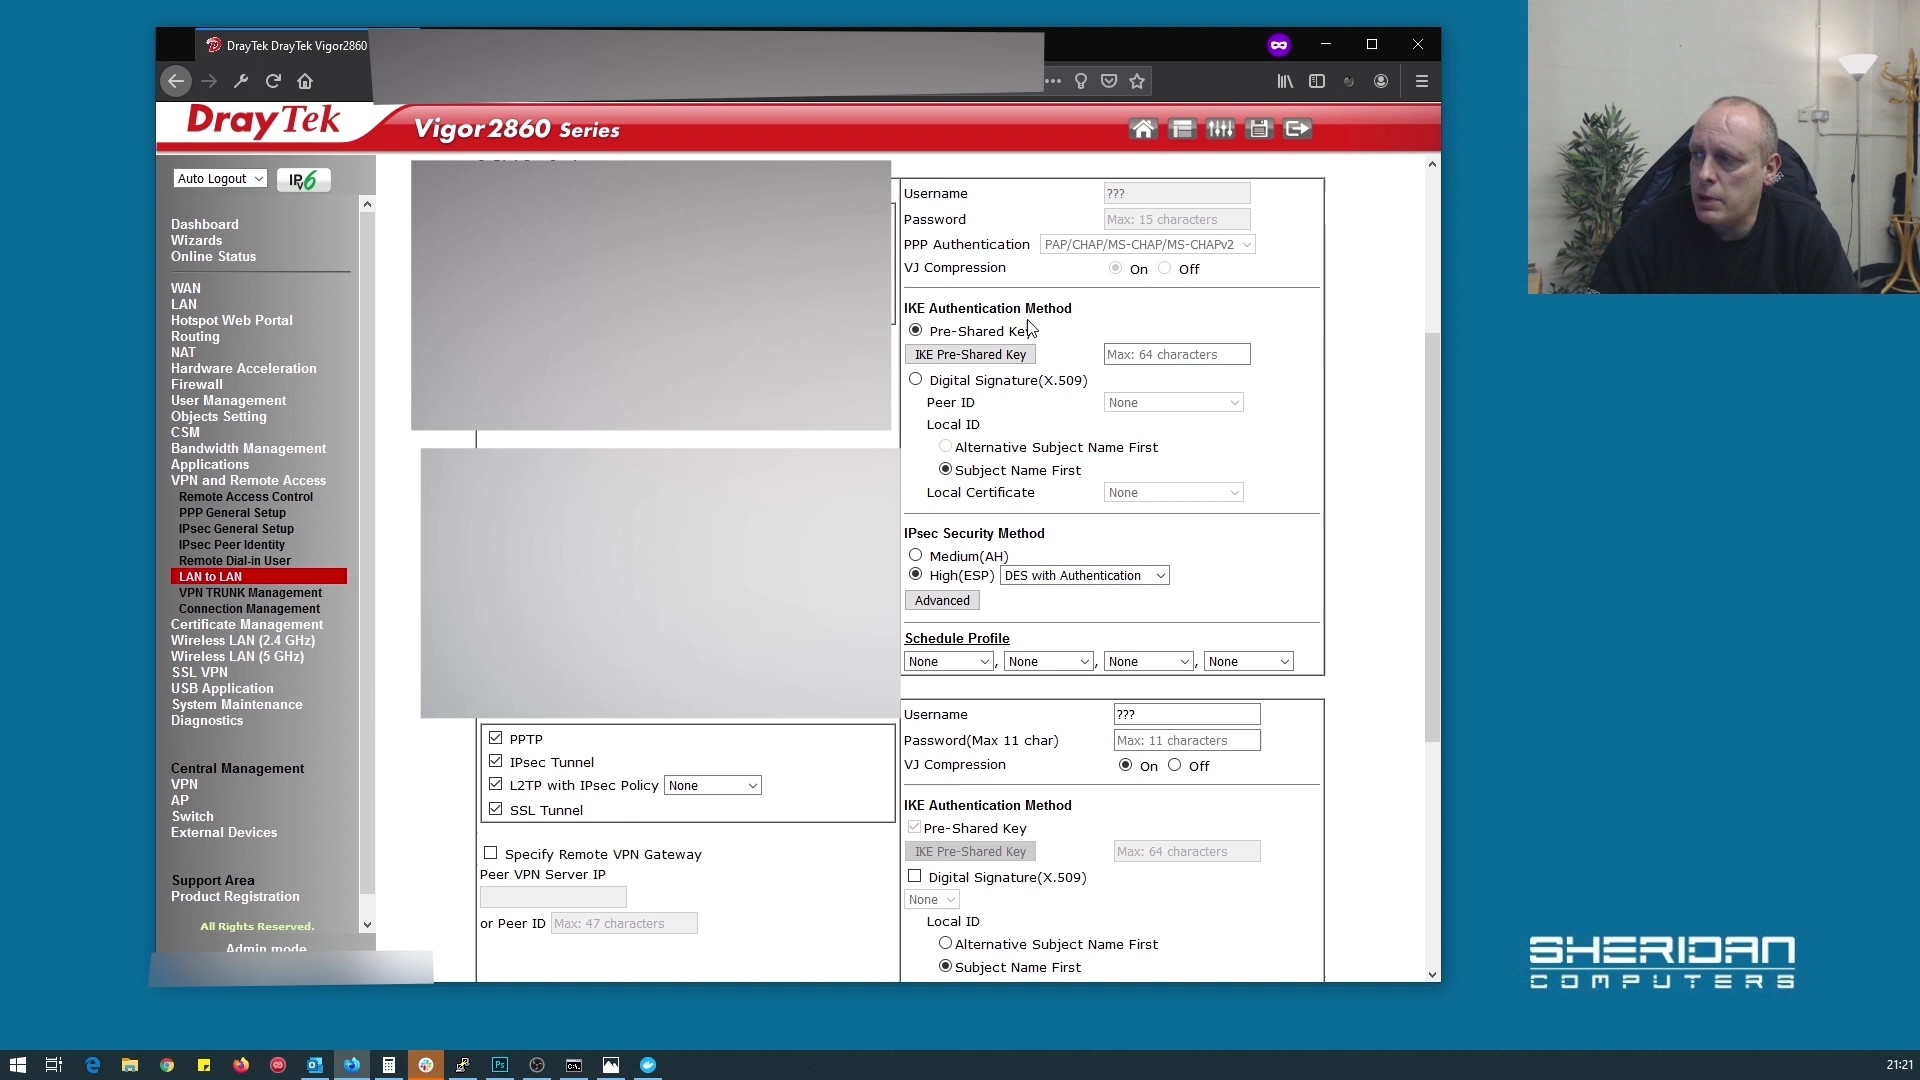 DrayTek DrayTek Vigor2860
DrayTek
Vigor2860 Series
Auto Logout
IPv6
Dashboard
Wizards
Online Status
WAN
LAN
Hotspot Web Portal
Routing
NAT
Hardware Acceleration
Firewall
User Management
Objects Setting
CSM
Bandwidth Management
Applications
VPN and Remote Access
Remote Access Control
PPP General Setup
IPsec General Setup
IPsec Peer Identity
Remote Dial-in User
LAN to LAN
VPN TRUNK Management
Connection Management
Certificate Management
Wireless LAN (2.4 GHz)
Wireless LAN (5 GHz)
SSL VPN
USB Application
System Maintenance
Diagnostics
Central Management
VPN
AP
Switch
External Devices
Support Area
Product Registration
All Rights Reserved.
Admin mode
Username ???
Password Max: 15 characters
PPP Authentication PAP/CHAP/MS-CHAP/MS-CHAPv2
VJ Compression On Off
IKE Authentication Method
Pre-Shared Key
IKE Pre-Shared Key Max: 64 characters
Digital Signature(X.509)
Peer ID None
Local ID
Alternative Subject Name First
Subject Name First
Local Certificate None
IPsec Security Method
Medium(AH)
High(ESP) DES with Authentication
Advanced
Schedule Profile
None, None, None, None
PPTP
IPsec Tunnel
L2TP with IPsec Policy None
SSL Tunnel
Specify Remote VPN Gateway
Peer VPN Server IP
or Peer ID Max: 47 characters
Username ???
Password(Max 11 char) Max: 11 characters
VJ Compression On Off
IKE Authentication Method
Pre-Shared Key
IKE Pre-Shared Key Max: 64 characters
Digital Signature(X.509)
None
Local ID
Alternative Subject Name First
Subject Name First
SHERIDAN
COMPUTERS
21:21